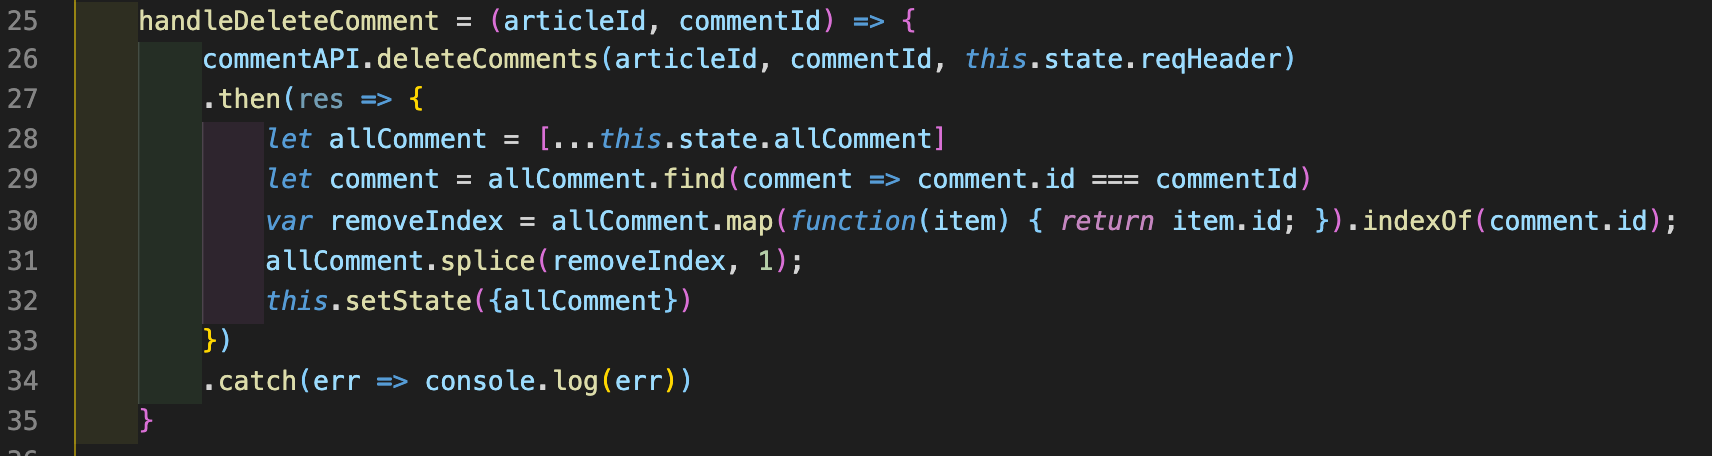 25 handleDeleteComment = (articleId, commentId) => {
26 commentAPI.deleteComments(articleId, commentId, this.state.reqHeader)
27 .then(res => {
28 let allComment = [...this.state.allComment]
29 let comment = allComment.find(comment => comment.id === commentId)
30 var removeIndex = allComment.map(function(item) { return item.id; }).indexOf(comment.id);
31 allComment.splice(removeIndex, 1);
32 this.setState({allComment})
33 })
34 .catch(err => console.log(err))
35 }